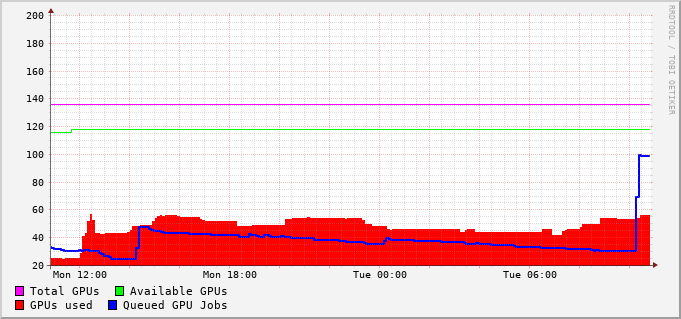 200
180
160
140
120
100
80
60
40
20
Mon 12:00 Mon 18:00 Tue 00:00 Tue 06:00
Total GPUs Available GPUs
GPUs used Queued GPU Jobs
RRDTOOL / TOBI OETIKER